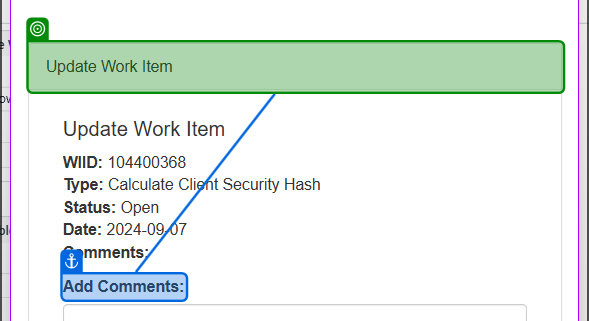 Update Work Item
Update Work Item
WIID: 104400368
Type: Calculate Client Security Hash
Status: Open
Date: 2024-09-07
Comments:
Add Comments: